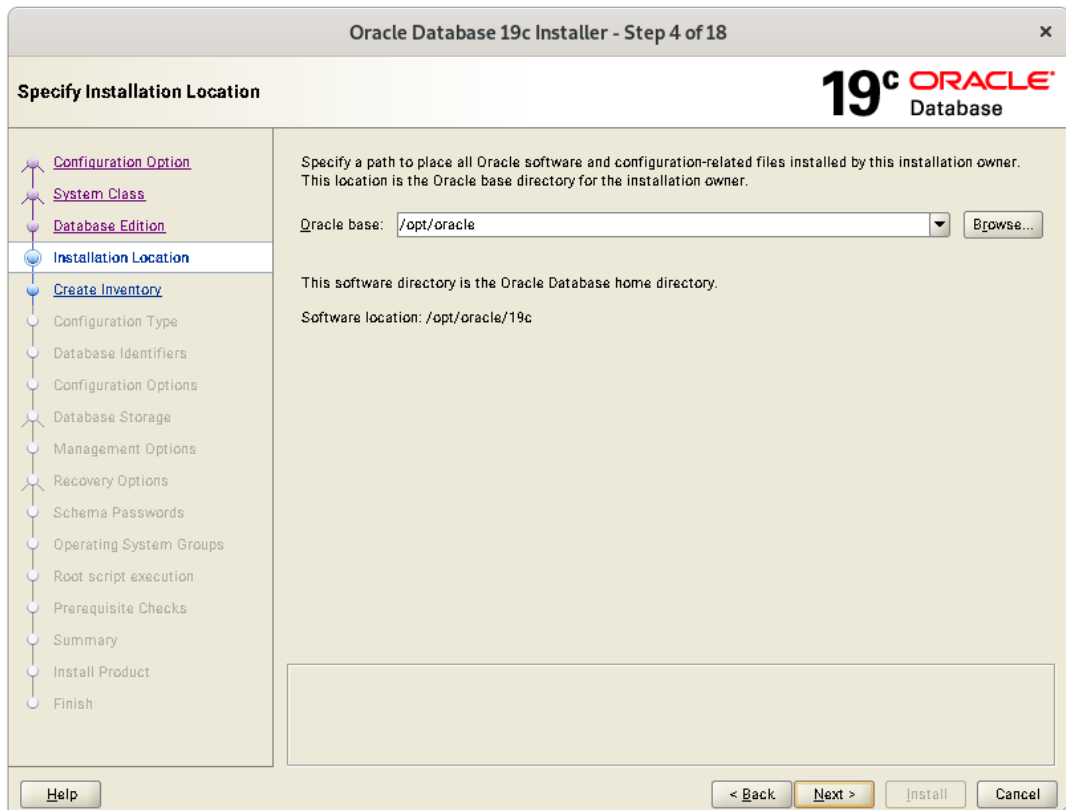 Oracle Database 19c Installer - Step 4 of 18
×
Specify Installation Location
19c ORACLE
Database
Configuration Option
System Class
Database Edition
Installation Location
Create Inventory
Configuration Type
Database Identifiers
Configuration Options
Database Storage
Management Options
Recovery Options
Schema Passwords
Operating System Groups
Root script execution
Prerequisite Checks
Summary
Install Product
Finish
Specify a path to place all Oracle software and configuration-related files installed by this installation owner.
This location is the Oracle base directory for the installation owner.
Oracle base: /opt/oracle Browse...
This software directory is the Oracle Database home directory.
Software location: /opt/oracle/19c
Help < Back Next > Install Cancel